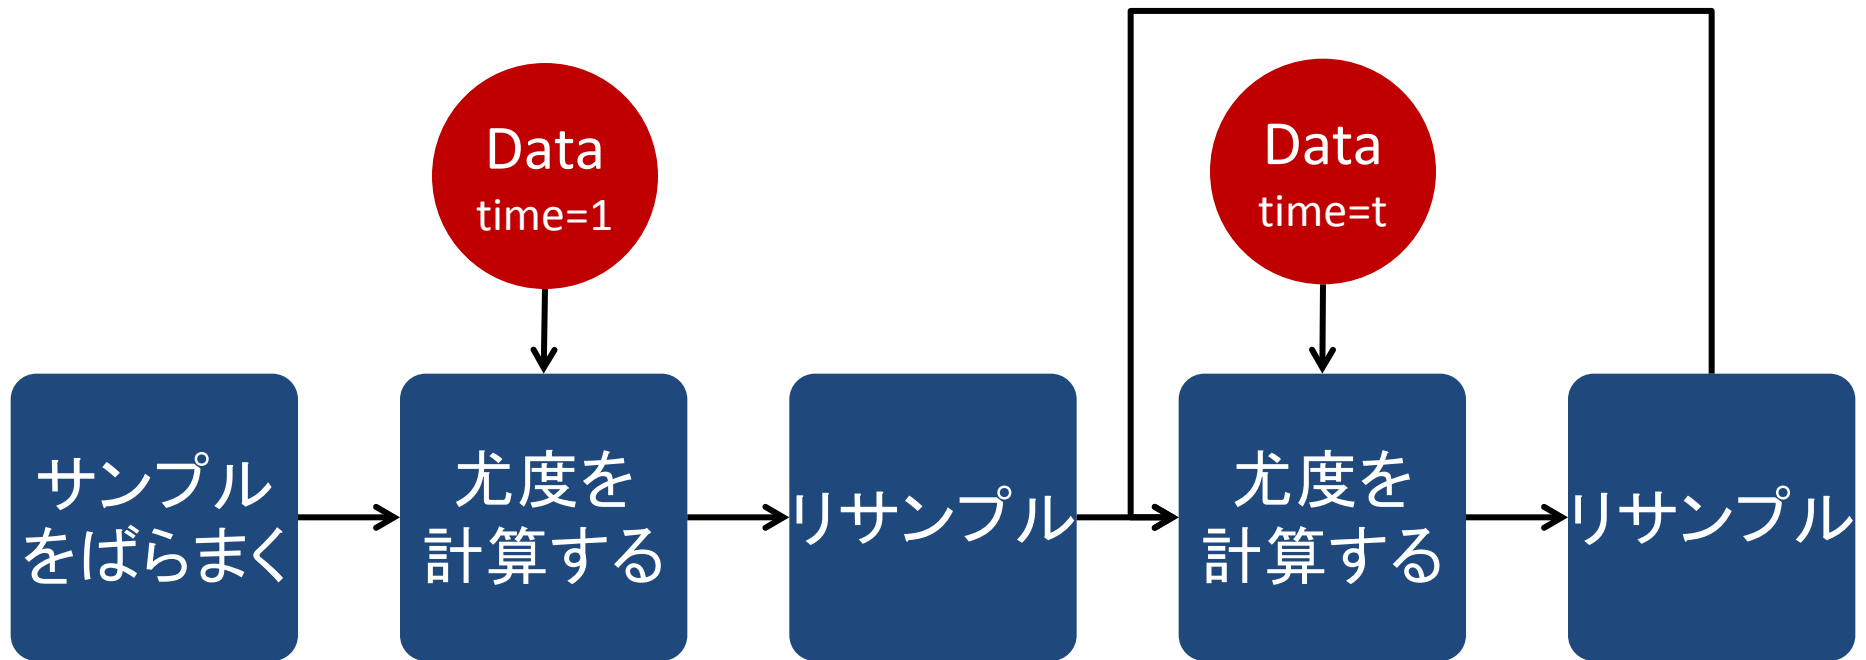 Data
time=1
Data
time=t
サンプル
をばらまく
尤度を
計算する
リサンプル
尤度を
計算する
リサンプル